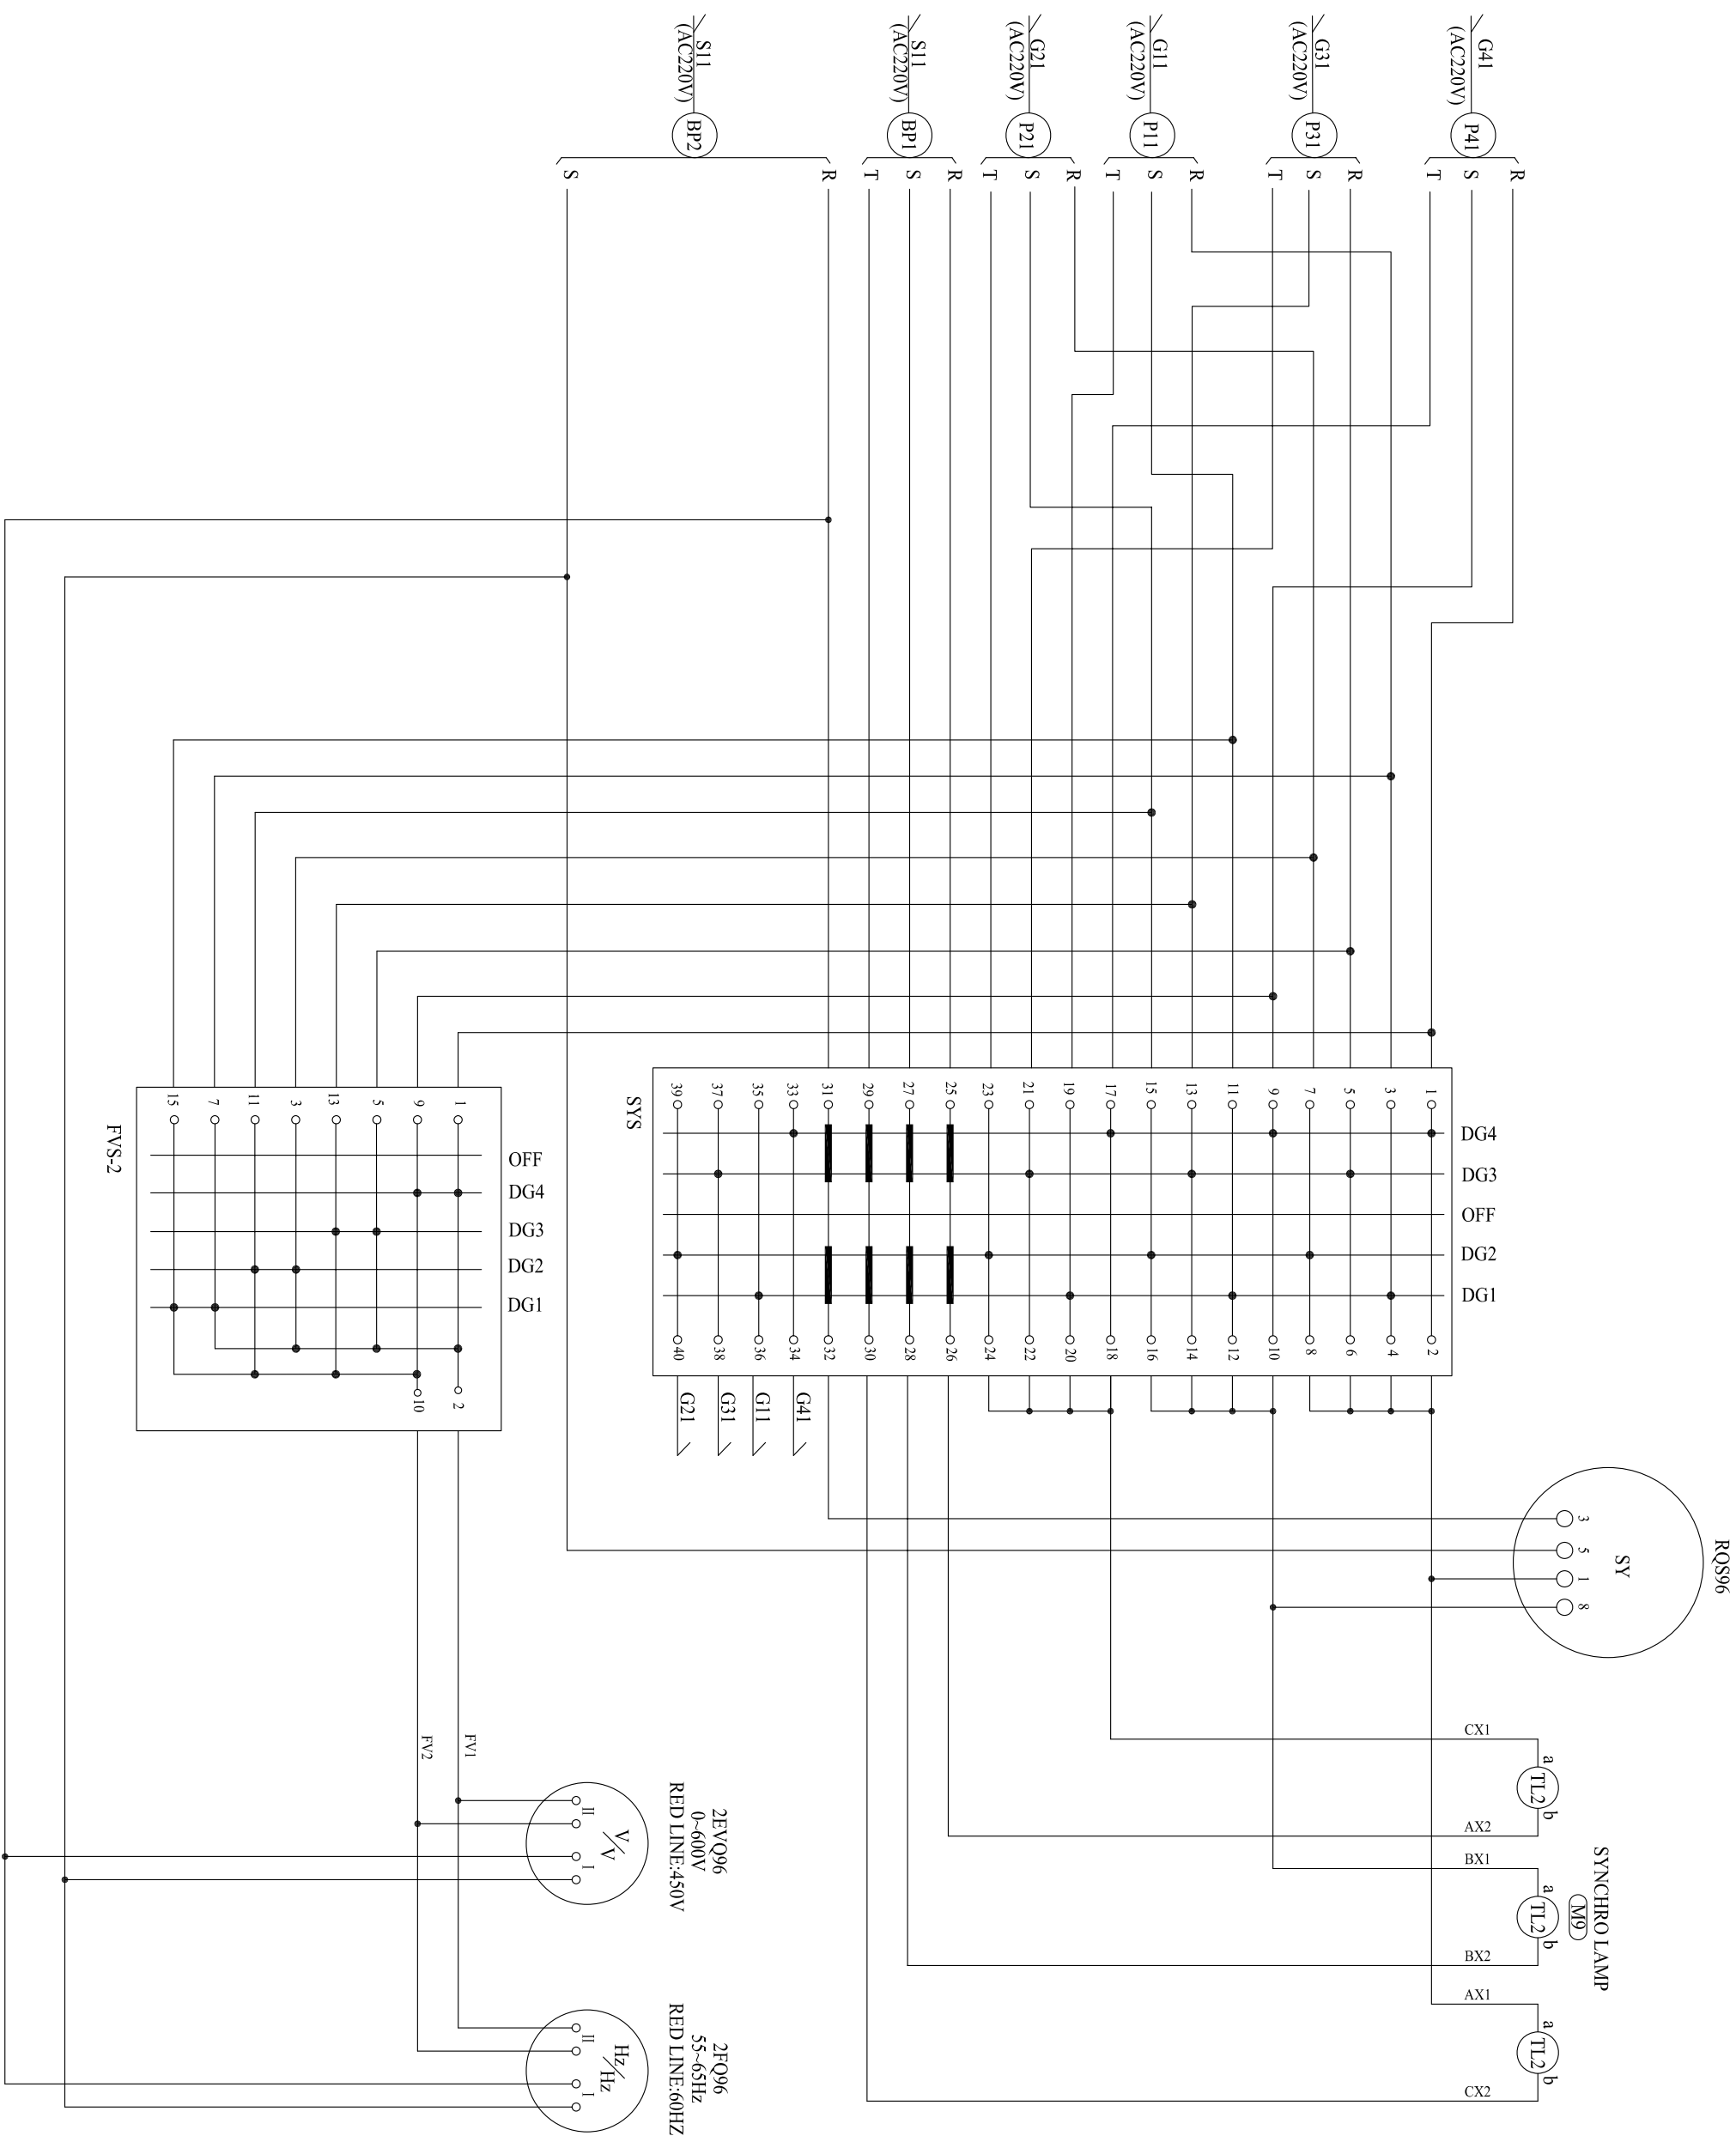 G41
(AC220V)
P41
R
S
T
G31
(AC220V)
P31
R
S
T
G11
(AC220V)
P11
R
S
T
G21
(AC220V)
P21
R
S
T
S11
(AC220V)
BP1
R
S
T
S11
(AC220V)
BP2
R
S
SYS
39 37 35 33 31 29 27 25 23 21 19 17 15 13 11 9 7 5 3 1
DG4
DG3
OFF
DG2
DG1
40 38 36 34 32 30 28 26 24 22 20 18 16 14 12 10 8 6 4 2
G21
G31
G11
G41
FVS-2
15 7 11 3 13 5 9 1
OFF
DG4
DG3
DG2
DG1
10 2
RQS96
SY
3
5
1
8
FV1
FV2
2EVQ96
0~600V
RED LINE:450V
V/V
II
I
2FQ96
55~65Hz
RED LINE:60HZ
Hz/Hz
II
I
SYNCHRO LAMP
M9
CX1
a
TL2
b
AX2
BX1
a
TL2
b
BX2
AX1
a
TL2
b
CX2